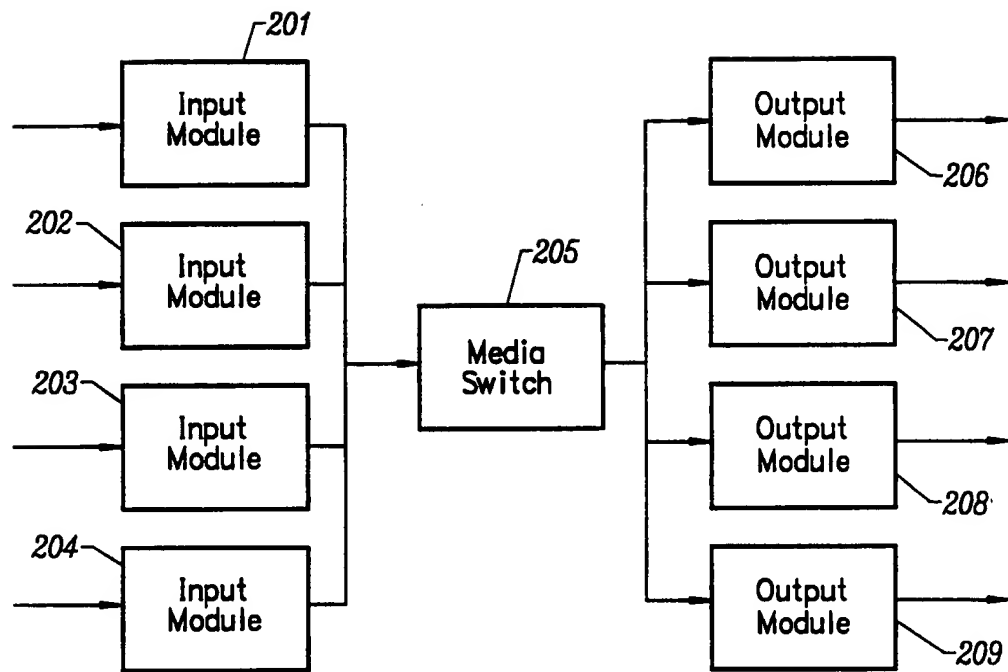 201
Input
Module
202
Input
Module
203
Input
Module
204
Input
Module
205
Media
Switch
Output
Module
206
Output
Module
207
Output
Module
208
Output
Module
209